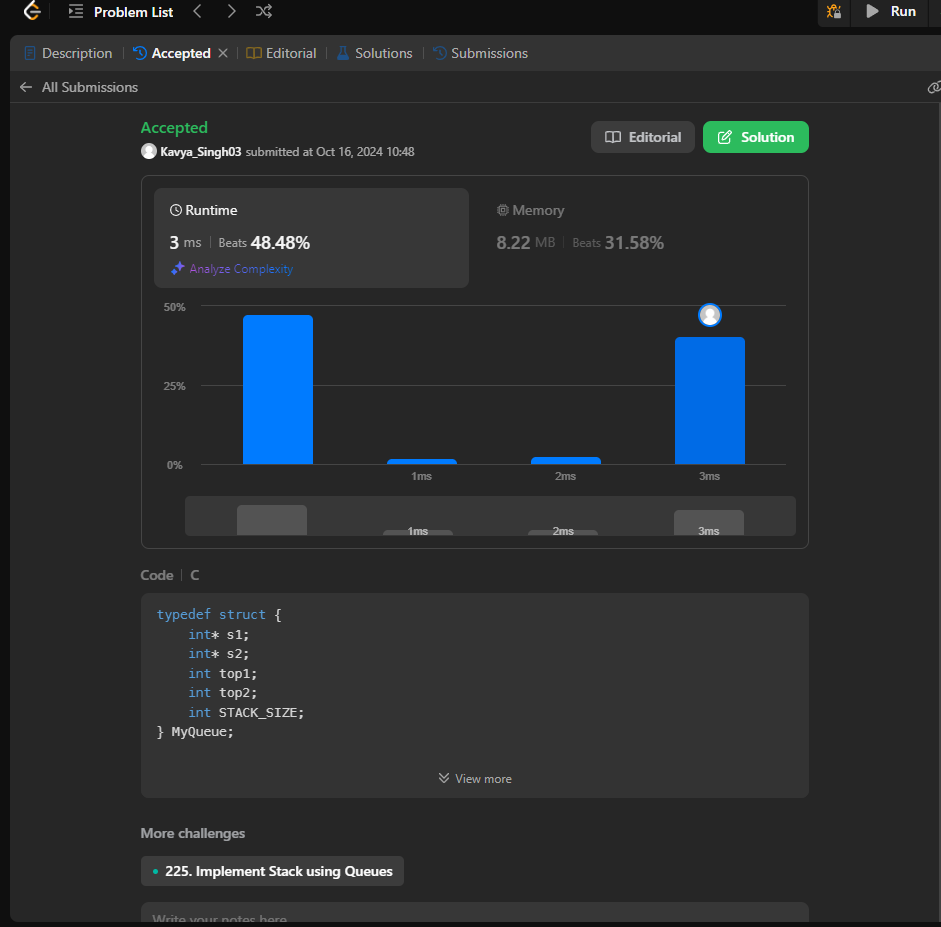 Problem List
Run
Description
Accepted
Editorial
Solutions
Submissions
All Submissions
Accepted
Kavya_Singh03 submitted at Oct 16, 2024 10:48
Editorial
Solution
Runtime
3 ms | Beats 48.48%
Analyze Complexity
Memory
8.22 MB | Beats 31.58%
50%
25%
0%
1ms 2ms 3ms
1ms 2ms 3ms
Code | C
typedef struct {
    int* s1;
    int* s2;
    int top1;
    int top2;
    int STACK_SIZE;
} MyQueue;
View more
More challenges
225. Implement Stack using Queues
Write your notes here